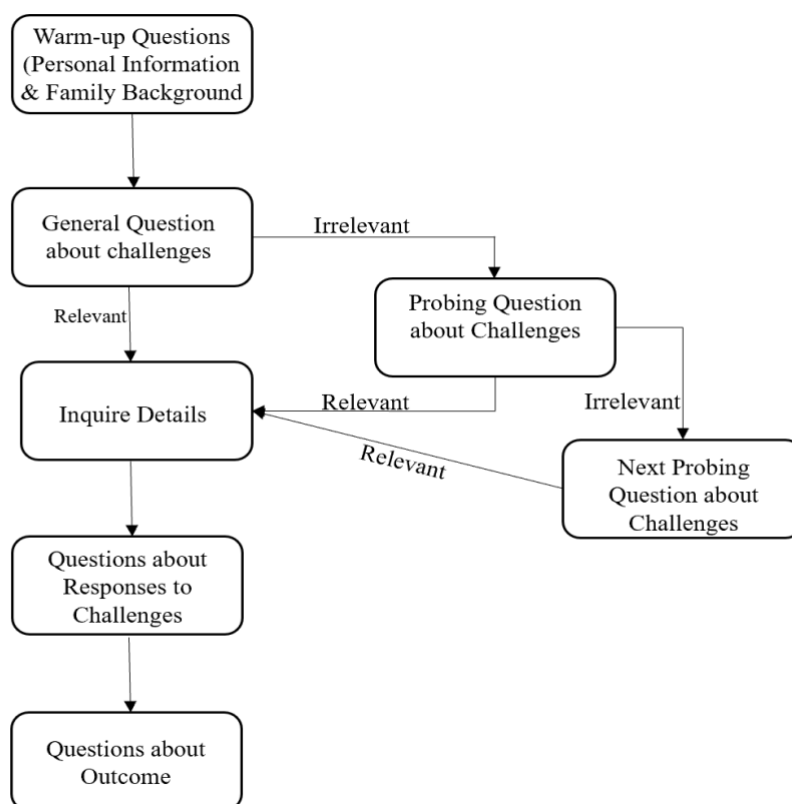 Warm-up Questions
(Personal Information
& Family Background
General Question
about challenges
Irrelevant
Relevant
Probing Question
about Challenges
Inquire Details
Relevant
Irrelevant
Relevant
Next Probing
Question about
Challenges
Questions about
Responses to
Challenges
Questions about
Outcome